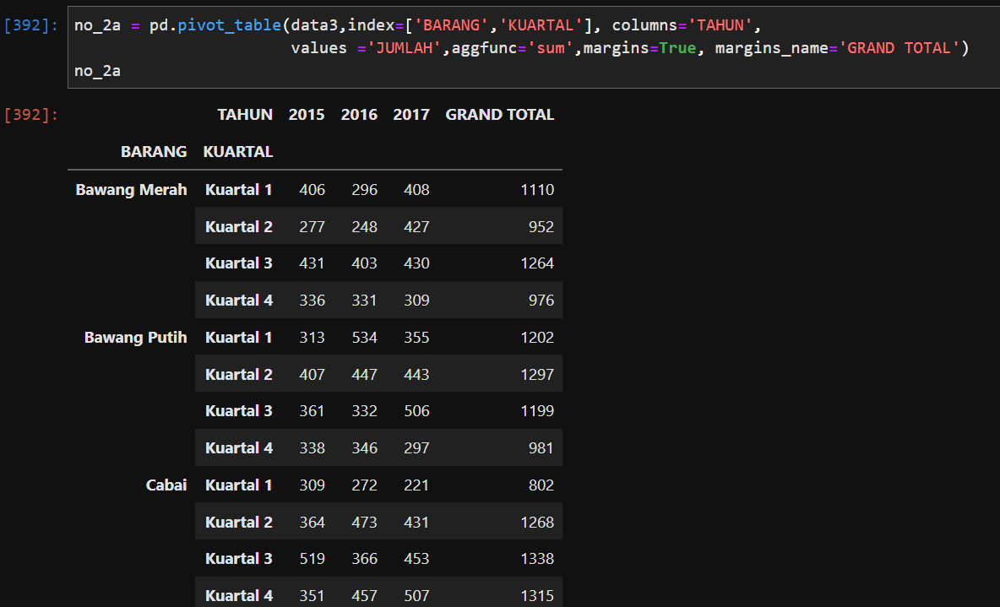 [392]: no_2a = pd.pivot_table(data3,index=['BARANG','KUARTAL'], columns='TAHUN',
values ='JUMLAH',aggfunc='sum',margins=True, margins_name='GRAND TOTAL')
no_2a
[392]: TAHUN 2015 2016 2017 GRAND TOTAL
BARANG KUARTAL
Bawang Merah Kuartal 1 406 296 408 1110
Kuartal 2 277 248 427 952
Kuartal 3 431 403 430 1264
Kuartal 4 336 331 309 976
Bawang Putih Kuartal 1 313 534 355 1202
Kuartal 2 407 447 443 1297
Kuartal 3 361 332 506 1199
Kuartal 4 338 346 297 981
Cabai Kuartal 1 309 272 221 802
Kuartal 2 364 473 431 1268
Kuartal 3 519 366 453 1338
Kuartal 4 351 457 507 1315